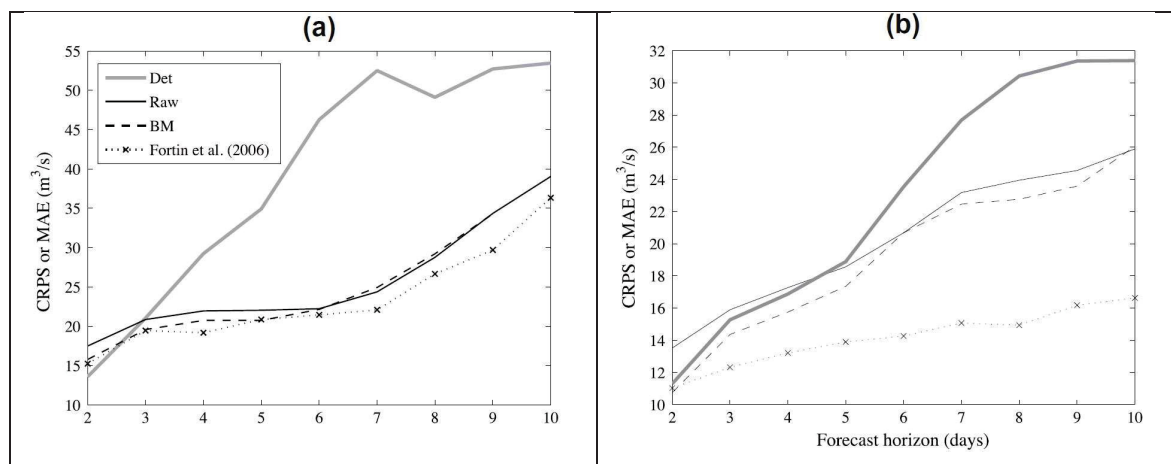 (a)
55
50
45
40
35
30
25
20
15
10
CRPS or MAE (m³/s)
Det
Raw
BM
Fortin et al. (2006)
2 3 4 5 6 7 8 9 10
(b)
32
30
28
26
24
22
20
18
16
14
12
10
CRPS or MAE (m³/s)
2 3 4 5 6 7 8 9 10
Forecast horizon (days)